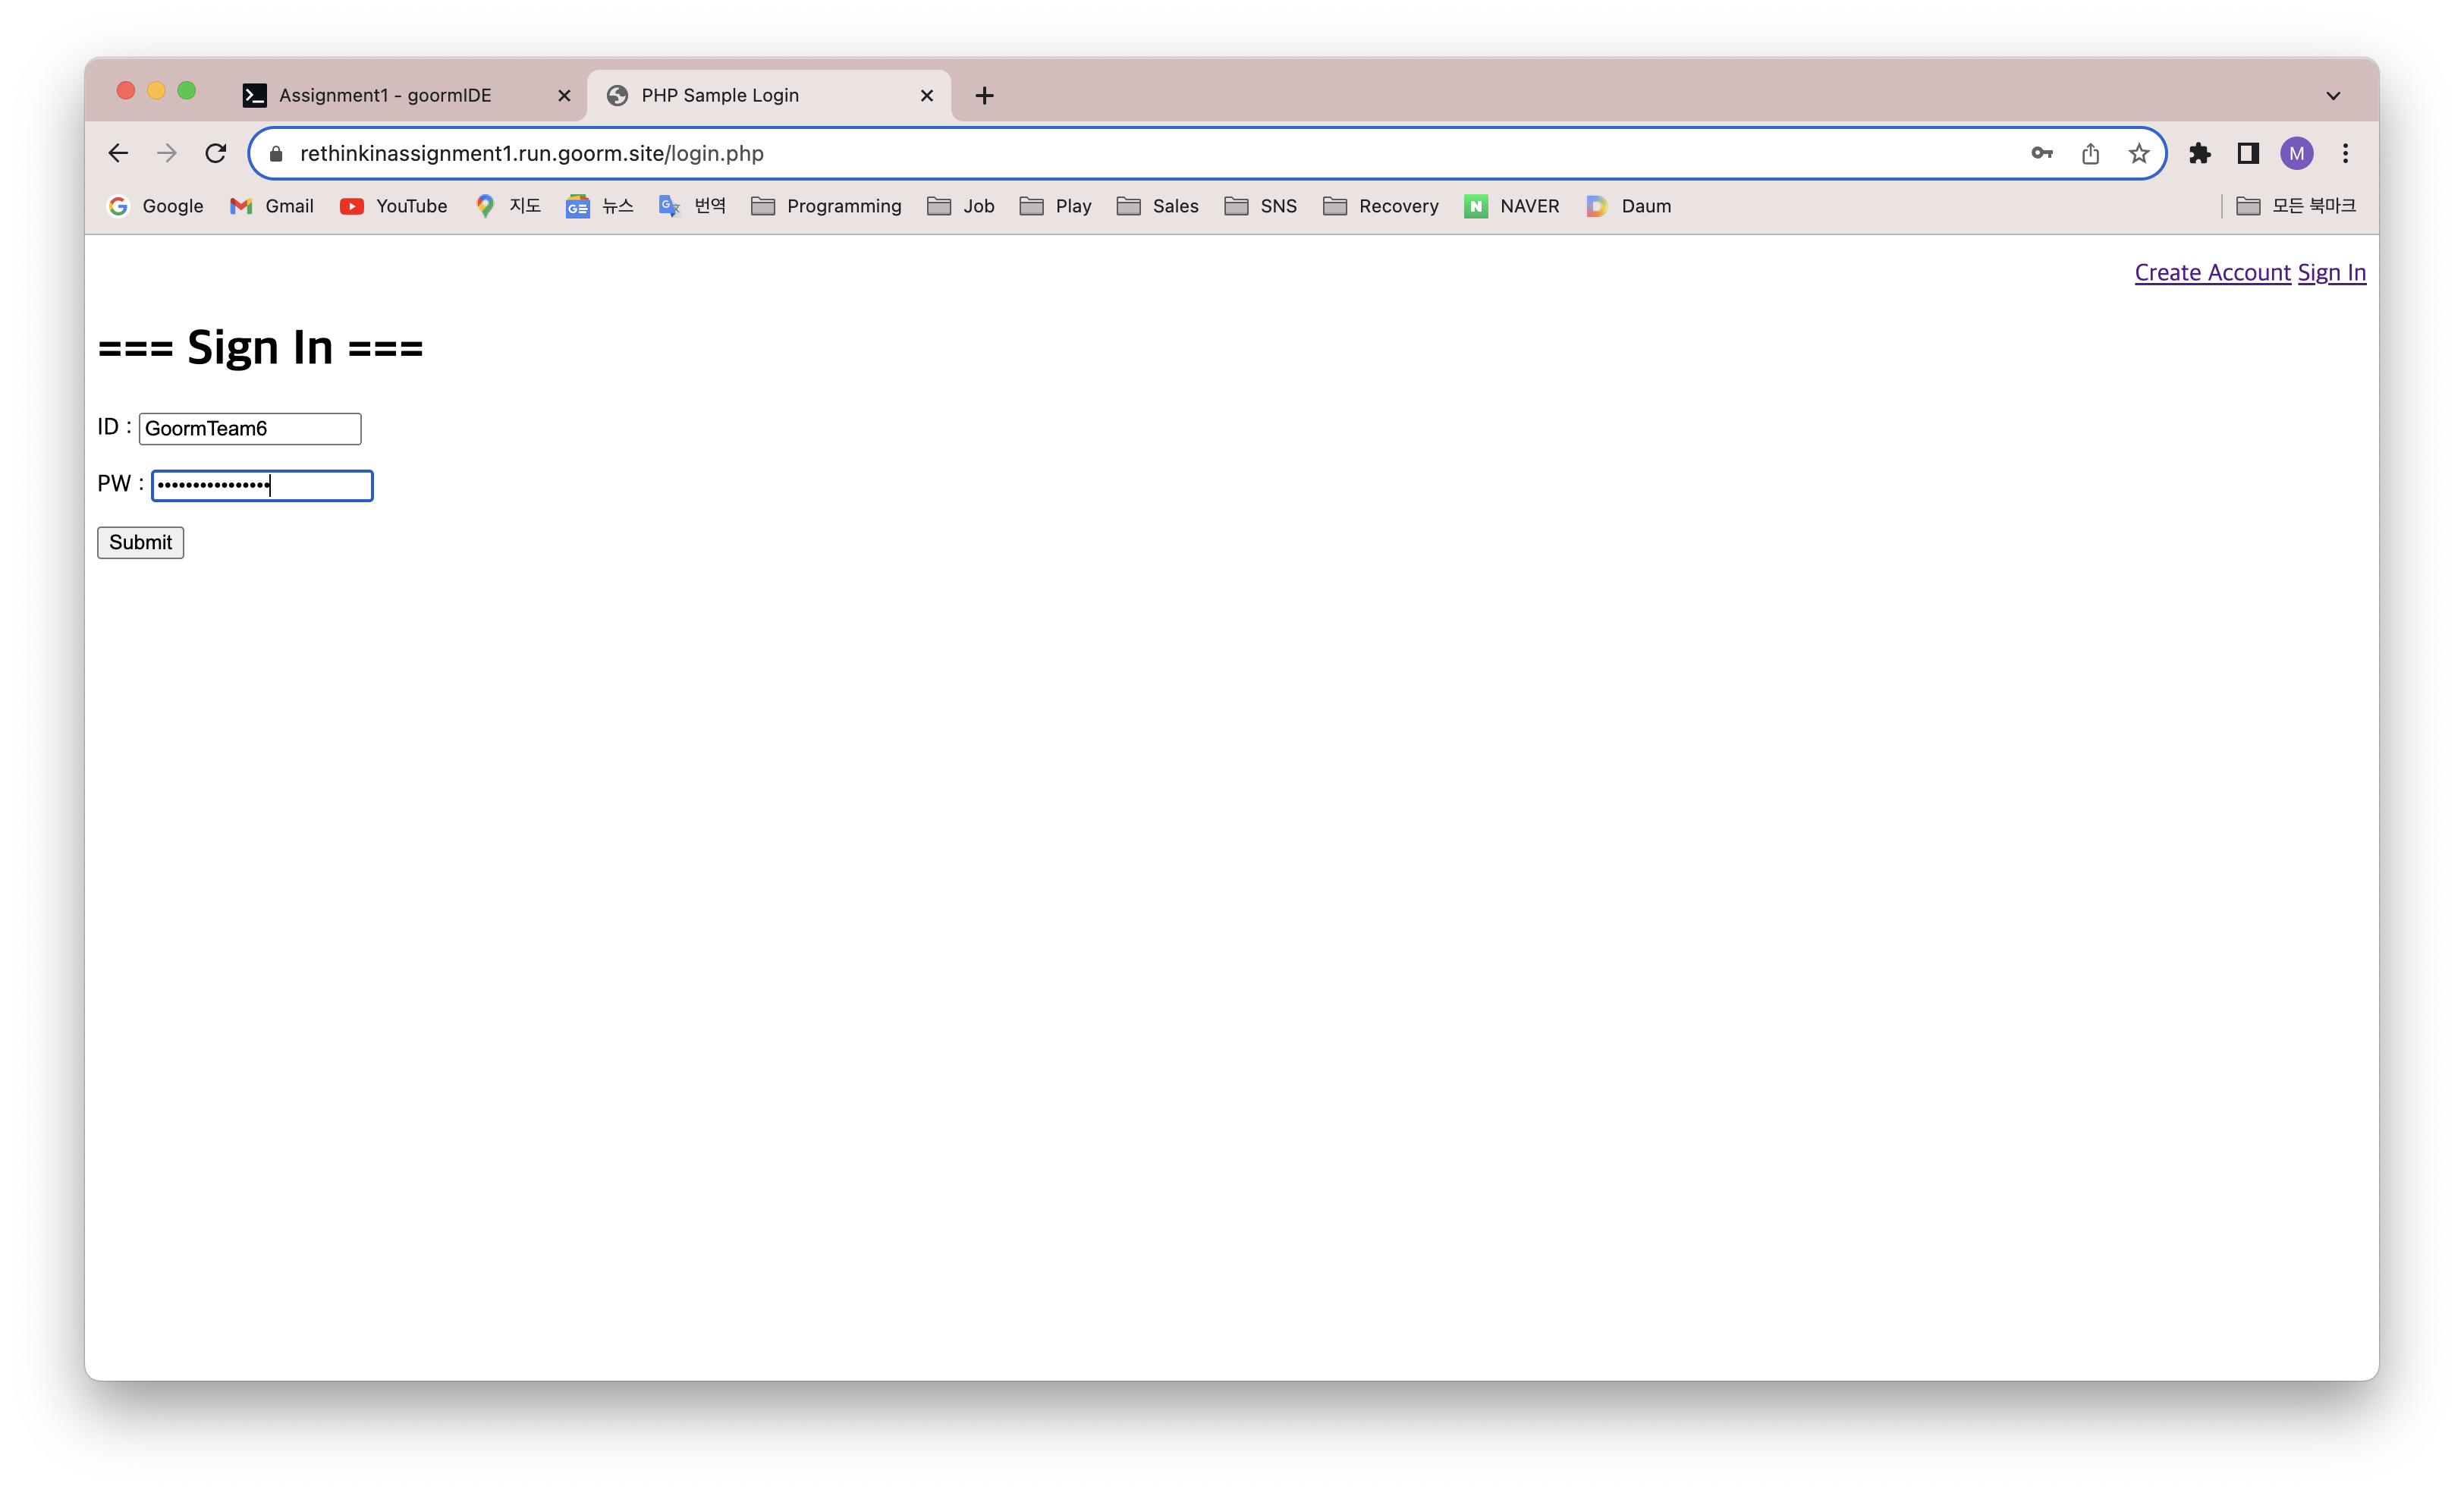 Assignment1 - goormIDE
PHP Sample Login
rethinkinassignment1.run.goorm.site/login.php
M
Google Gmail YouTube 지도 뉴스 번역 Programming Job Play Sales SNS Recovery NAVER Daum 모든 북마크
Create Account Sign In
=== Sign In ===
ID : GoormTeam6
PW : ••••••••••••••••
Submit